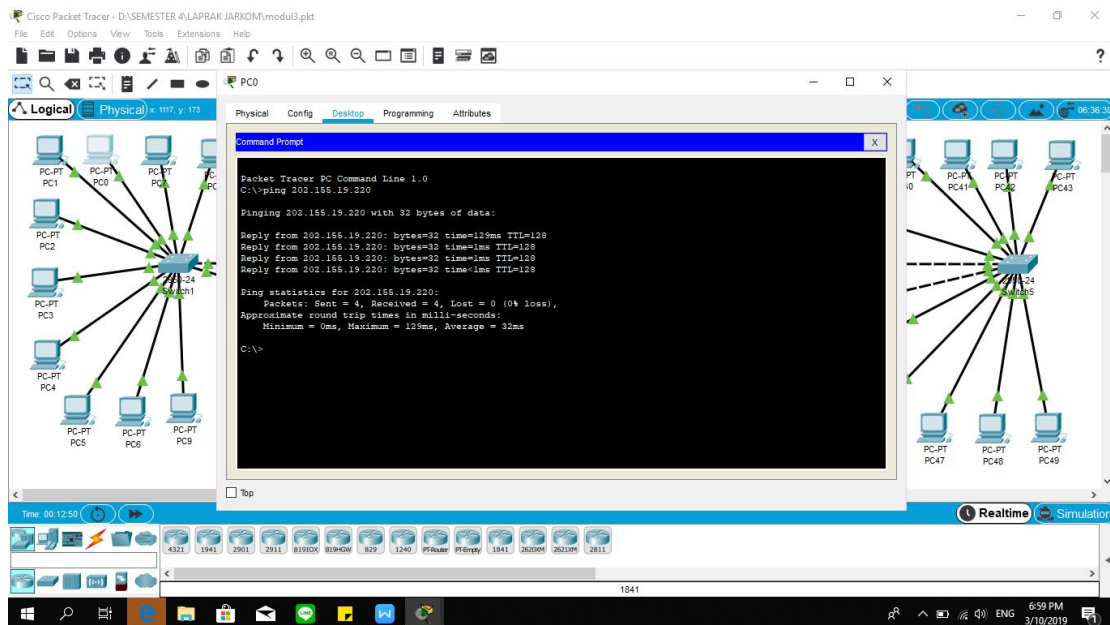 Cisco Packet Tracer - D:\SEMESTER 4\LAPRAK JARKOM\modul3.pkt
File Edit Options View Tools Extensions Help
?
PC0
Logical Physical x: 1117, y: 173
06:36:30
Physical Config Desktop Programming Attributes
Command Prompt X
Packet Tracer PC Command Line 1.0
C:\>ping 202.155.19.220
Pinging 202.155.19.220 with 32 bytes of data:
Reply from 202.155.19.220: bytes=32 time=129ms TTL=128
Reply from 202.155.19.220: bytes=32 time=1ms TTL=128
Reply from 202.155.19.220: bytes=32 time=1ms TTL=128
Reply from 202.155.19.220: bytes=32 time<1ms TTL=128
Ping statistics for 202.155.19.220:
Packets: Sent = 4, Received = 4, Lost = 0 (0% loss),
Approximate round trip times in milli-seconds:
Minimum = 0ms, Maximum = 129ms, Average = 32ms
C:\>
PC-PT
PC1
PC-PT
PC0
PC-PT
PC7
PC-PT
PC2
Switch1
PC-PT
PC3
PC-PT
PC4
PC-PT
PC5
PC-PT
PC6
PC-PT
PC9
PC-PT
PC41
PC-PT
PC42
PC-PT
PC43
Switch5
PC-PT
PC47
PC-PT
PC48
PC-PT
PC49
Top
Time: 00:12:50
Realtime Simulation
4321 1941 2901 2911 819IOX 819HGW 829 1240 PT-Router PT-Empty 1841 2620XM 2621XM 2811
1841
ENG
6:59 PM
3/10/2019